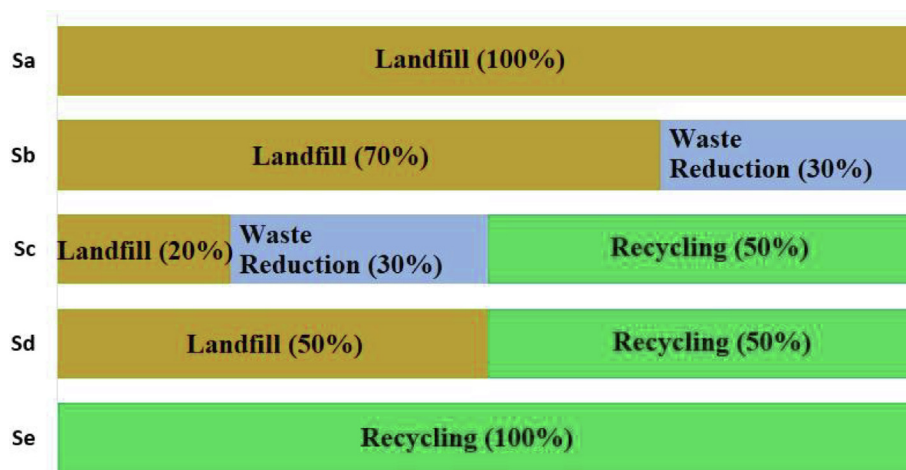 Sa
Landfill (100%)
Sb
Landfill (70%)
Waste
Reduction (30%)
Sc
Landfill (20%)
Waste
Reduction (30%)
Recycling (50%)
Sd
Landfill (50%)
Recycling (50%)
Se
Recycling (100%)